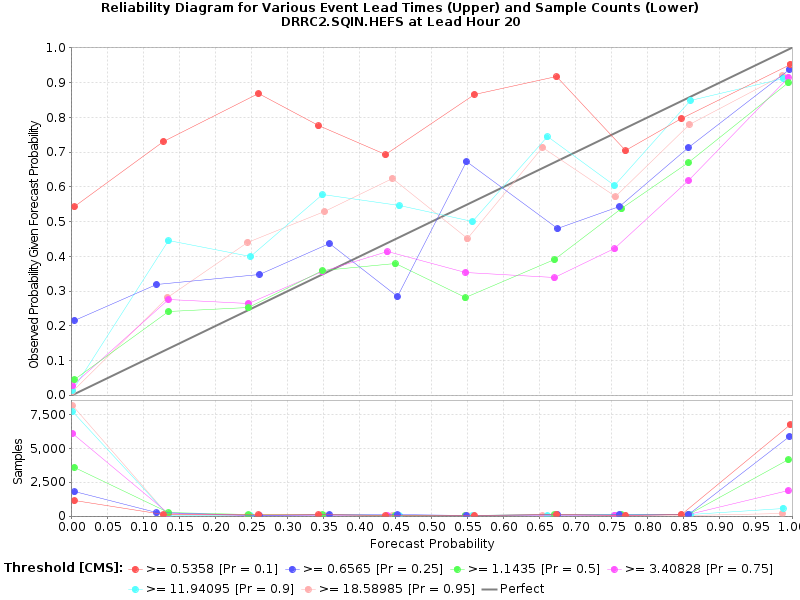 Reliability Diagram for Various Event Lead Times (Upper) and Sample Counts (Lower)
DRRC2.SQIN.HEFS at Lead Hour 20
Observed Probability Given Forecast Probability
1.0
0.9
0.8
0.7
0.6
0.5
0.4
0.3
0.2
0.1
0.0
Samples
7,500
5,000
2,500
0
0.00 0.05 0.10 0.15 0.20 0.25 0.30 0.35 0.40 0.45 0.50 0.55 0.60 0.65 0.70 0.75 0.80 0.85 0.90 0.95 1.00
Forecast Probability
Threshold [CMS]: >= 0.5358 [Pr = 0.1] >= 0.6565 [Pr = 0.25] >= 1.1435 [Pr = 0.5] >= 3.40828 [Pr = 0.75]
>= 11.94095 [Pr = 0.9] >= 18.58985 [Pr = 0.95] Perfect